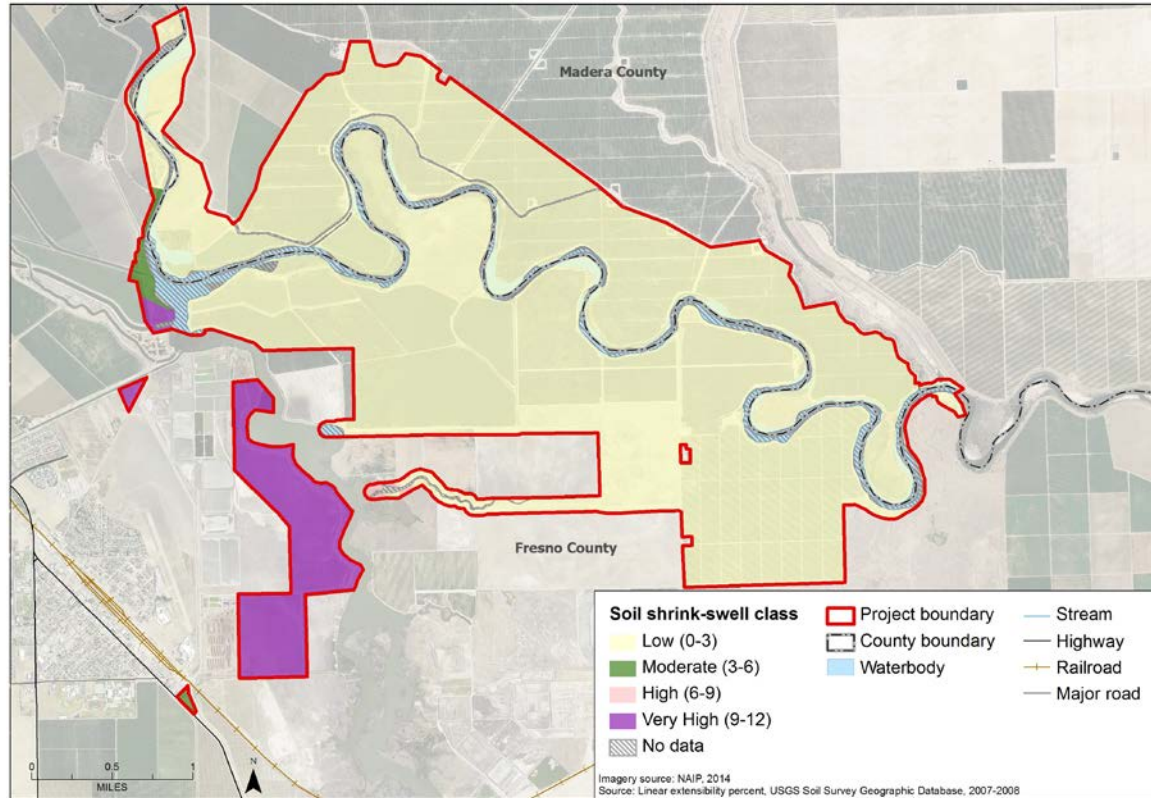 Madera County
Fresno County
Soil shrink-swell class
Low (0-3)
Moderate (3-6)
High (6-9)
Very High (9-12)
No data
Project boundary
County boundary
Waterbody
Stream
Highway
Railroad
Major road
0 0.5 1
MILES
N
Imagery source: NAIP, 2014
Source: Linear extensibility percent, USGS Soil Survey Geographic Database, 2007-2008